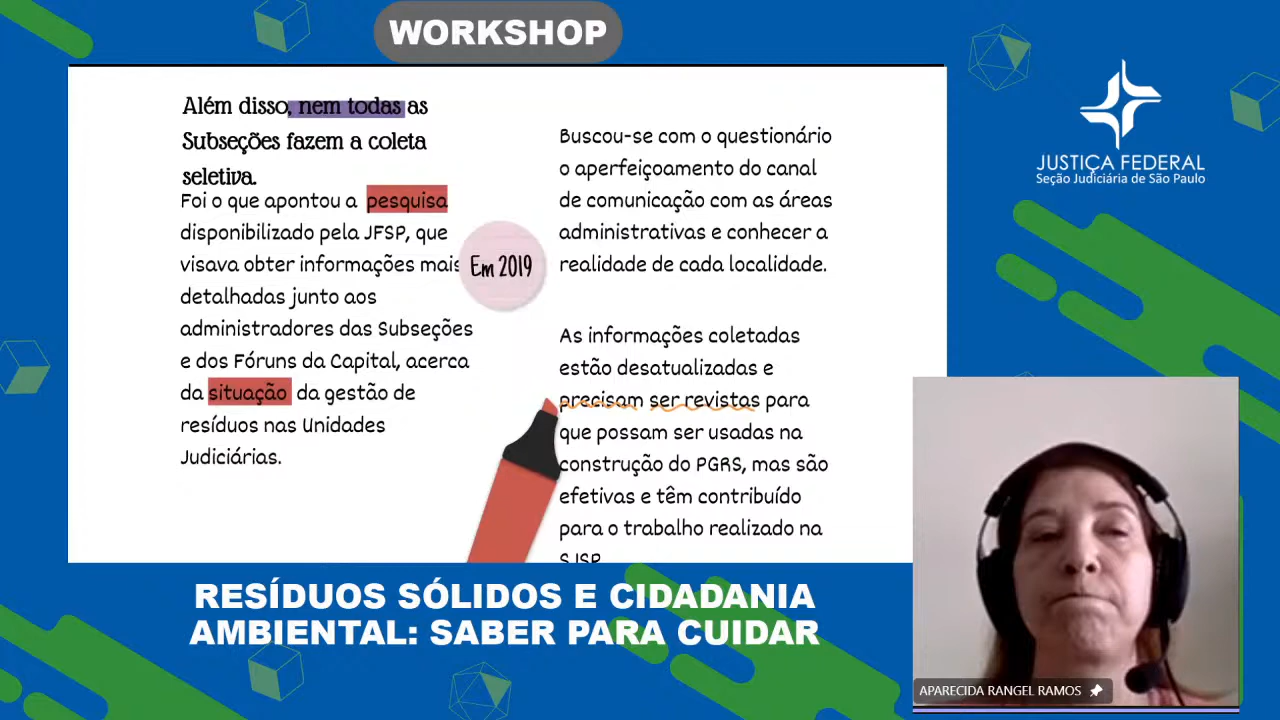 WORKSHOP
Além disso, nem todas as
Subseções fazem a coleta
seletiva.
Foi o que apontou a pesquisa
disponibilizado pela JFSP, que
visava obter informações mais
detalhadas junto aos
administradores das Subseções
e dos Fóruns da Capital, acerca
da situação da gestão de
resíduos nas Unidades
Judiciárias.
Em 2019
Buscou-se com o questionário
o aperfeiçoamento do canal
de comunicação com as áreas
administrativas e conhecer a
realidade de cada localidade.
As informações coletadas
estão desatualizadas e
precisam ser revistas para
que possam ser usadas na
construção do PGRS, mas são
efetivas e têm contribuído
para o trabalho realizado na
SJSP
JUSTIÇA FEDERAL
Seção Judiciária de São Paulo
RESÍDUOS SÓLIDOS E CIDADANIA
AMBIENTAL: SABER PARA CUIDAR
APARECIDA RANGEL RAMOS